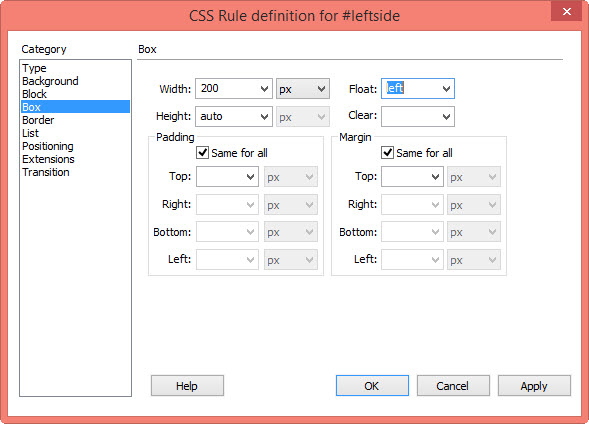 CSS Rule definition for #leftside
Category
Type
Background
Block
Box
Border
List
Positioning
Extensions
Transition
Box
Width: 200 px Float: left
Height: auto px Clear:
Padding
Same for all
Top: px
Right: px
Bottom: px
Left: px
Margin
Same for all
Top: px
Right: px
Bottom: px
Left: px
Help OK Cancel Apply